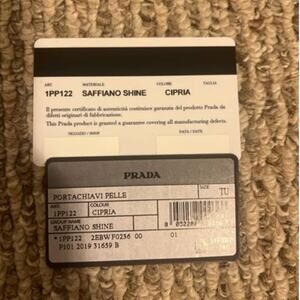 ART. MATERIALE COLORE TAGLIA
1PP122 SAFFIANO SHINE CIPRIA
Il presente certificato di autenticità costituisce garanzia del prodotto Prada da
difetti originari di fabbricazione.
This Prada product is granted a guarantee covering all manufacturing defects.
NEGOZIO / SHOP DATA / DATE
PRADA
PORTACHIAVI PELLE
SIZE TU
ART. COLOUR
1PP122 CIPRIA
GROUP NAME
SAFFIANO SHINE
*1PP122 2EBW F0236 00 01
P101 2019 31659 B